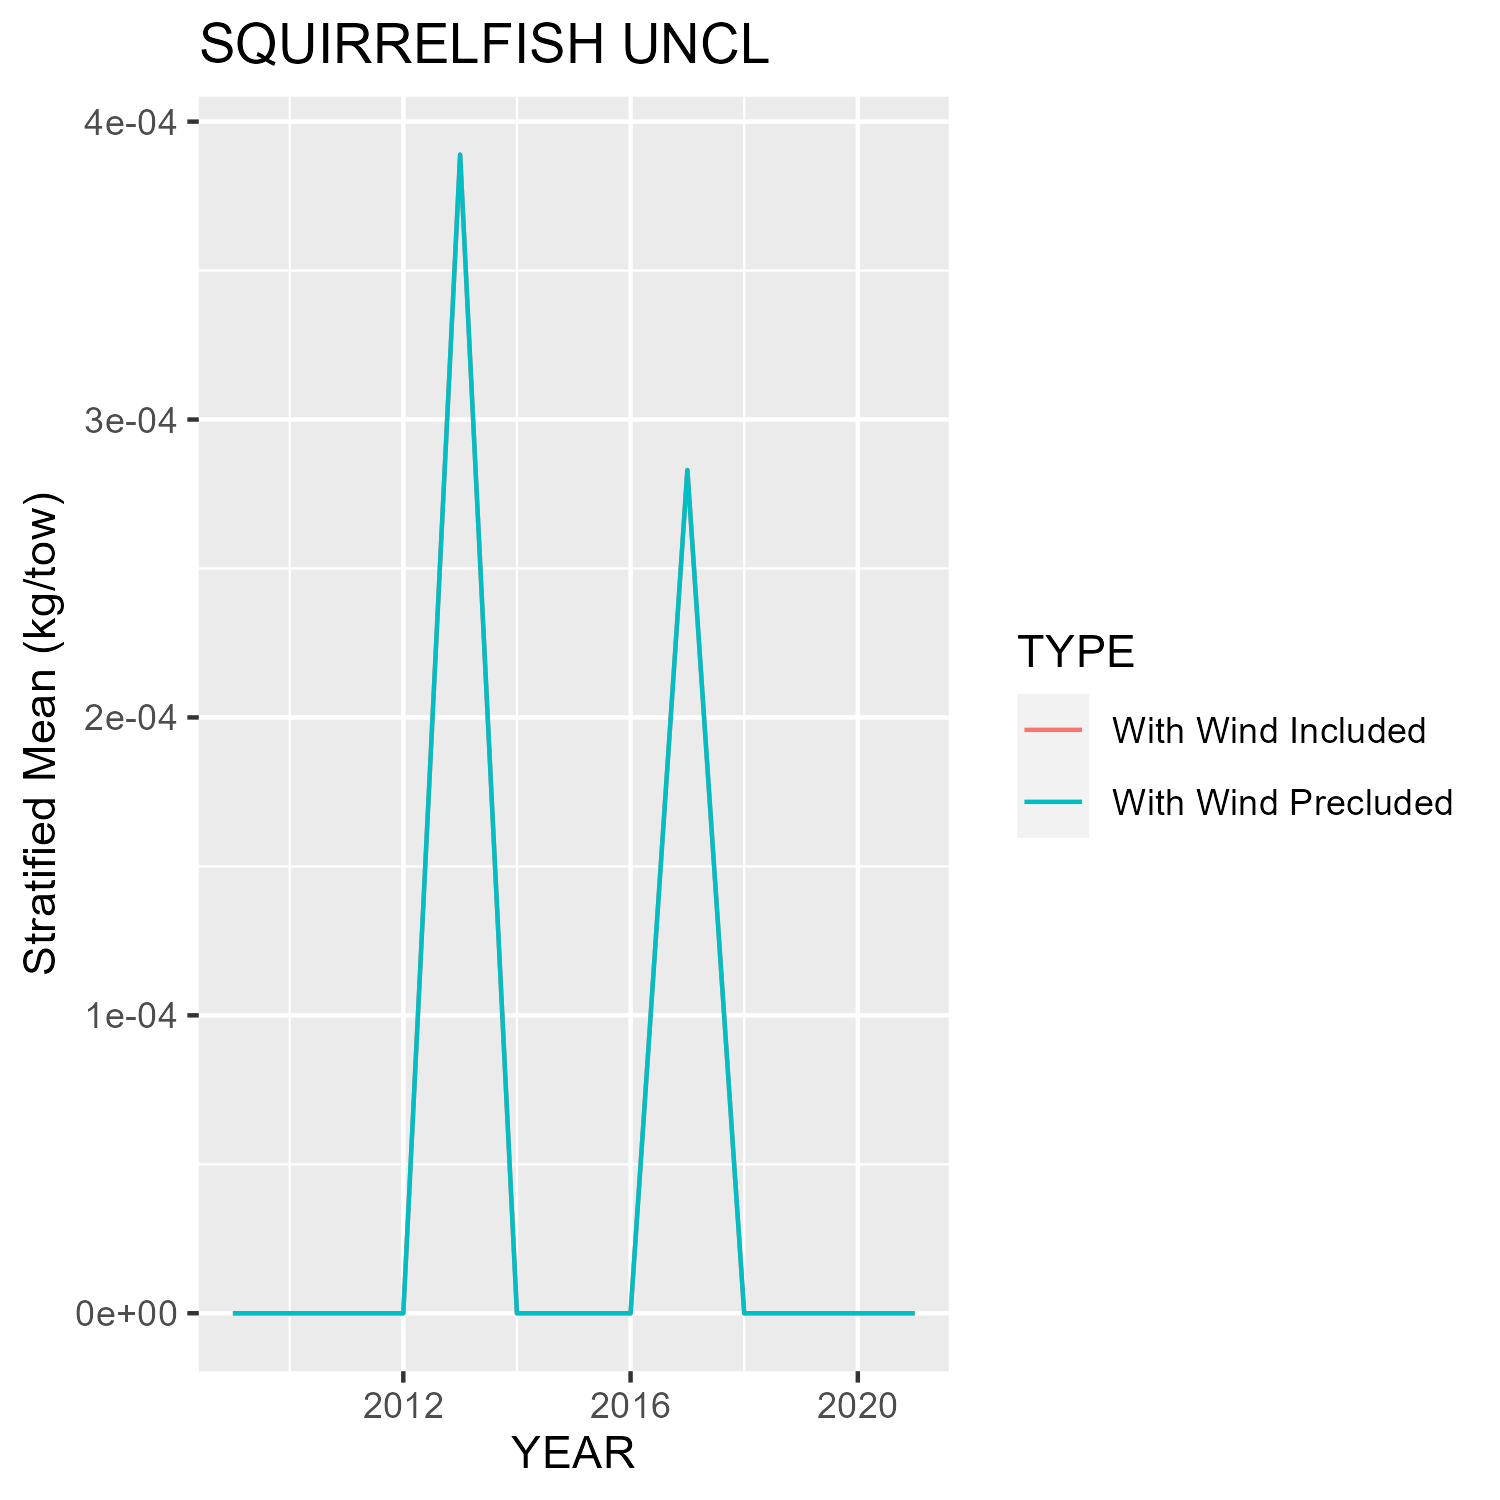 SQUIRRELFISH UNCL
4e-04
3e-04
2e-04
1e-04
0e+00
Stratified Mean (kg/tow)
2012 2016 2020
YEAR
TYPE
With Wind Included
With Wind Precluded